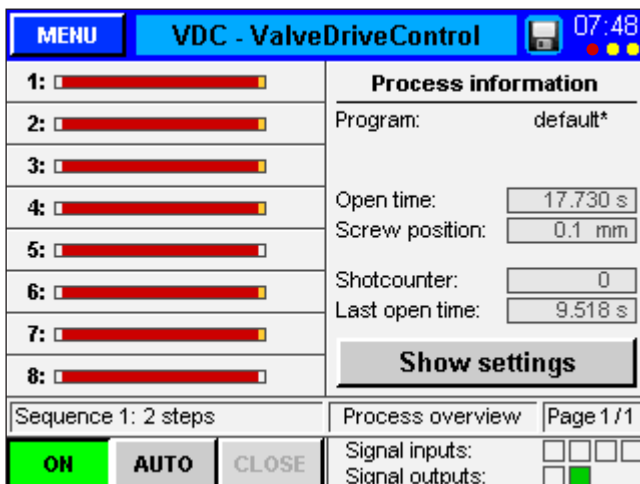 MENU
VDC - ValveDriveControl
07:48
1:
2:
3:
4:
5:
6:
7:
8:
Process information
Program: default*
Open time: 17.730 s
Screw position: 0.1 mm
Shotcounter: 0
Last open time: 9.518 s
Show settings
Sequence 1: 2 steps
Process overview
Page 1/1
ON
AUTO
CLOSE
Signal inputs:
Signal outputs: